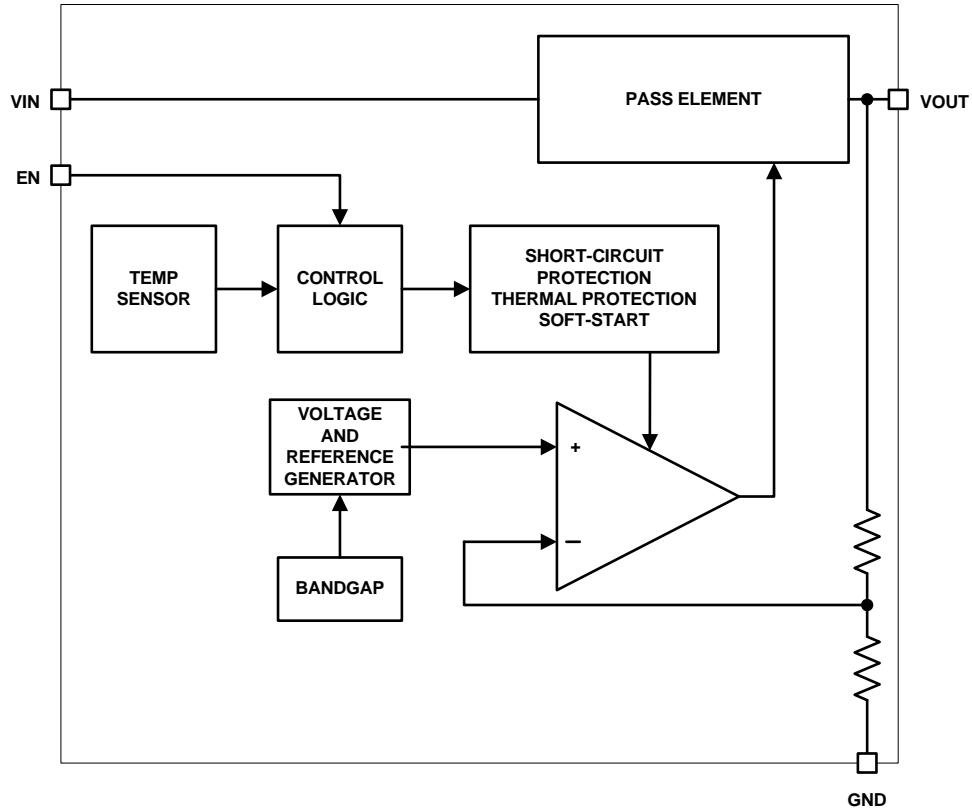 PASS ELEMENT
VIN
VOUT
EN
TEMP
SENSOR
CONTROL
LOGIC
SHORT-CIRCUIT
PROTECTION
THERMAL PROTECTION
SOFT-START
VOLTAGE
AND
REFERENCE
GENERATOR
+
−
BANDGAP
GND